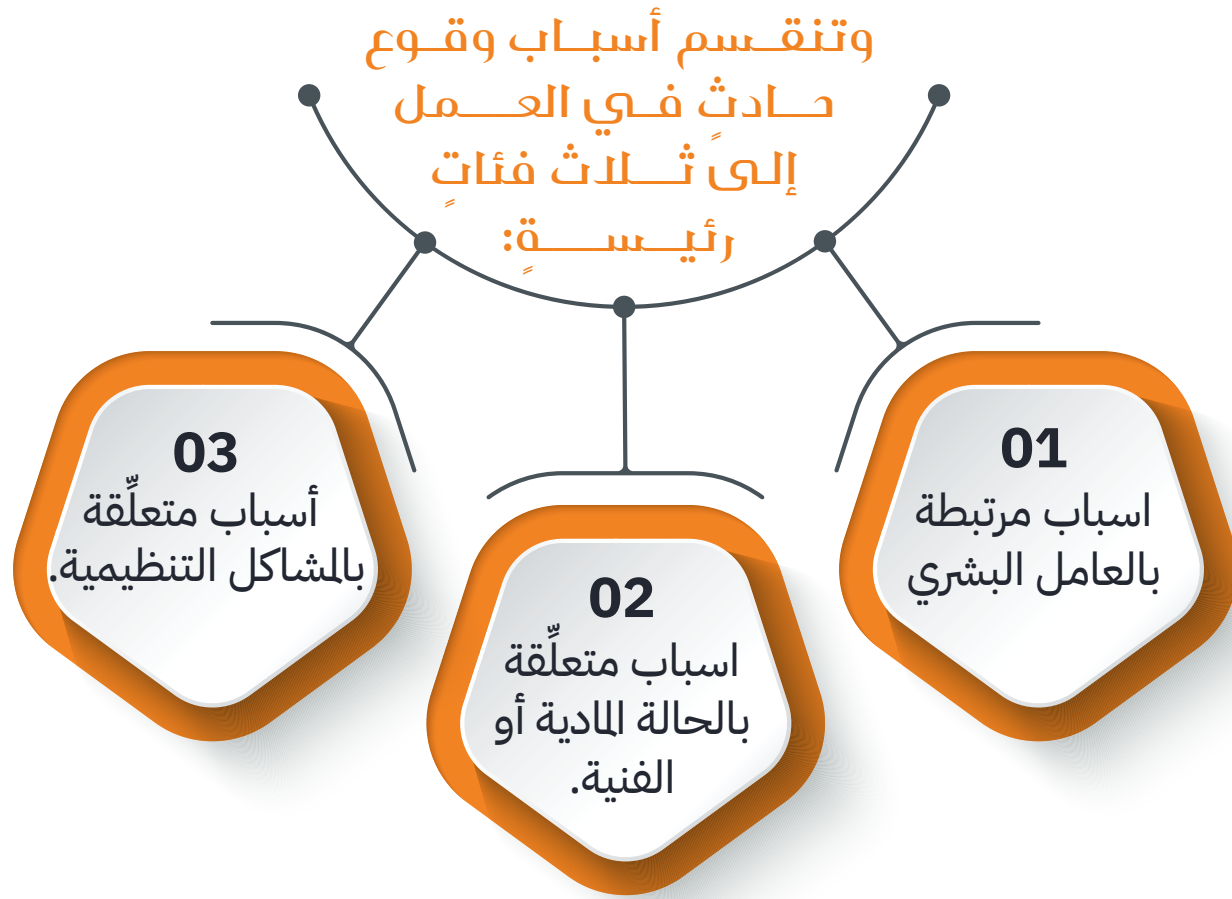 وتنقسم أسباب وقوع
حادثٍ في العمل
إلى ثلاث فئاتٍ
رئيسةٍ:
01
اسباب مرتبطة
بالعامل البشري
02
اسباب متعلِّقة
بالحالة المادية أو
الفنية.
03
أسباب متعلِّقة
بالمشاكل التنظيمية.